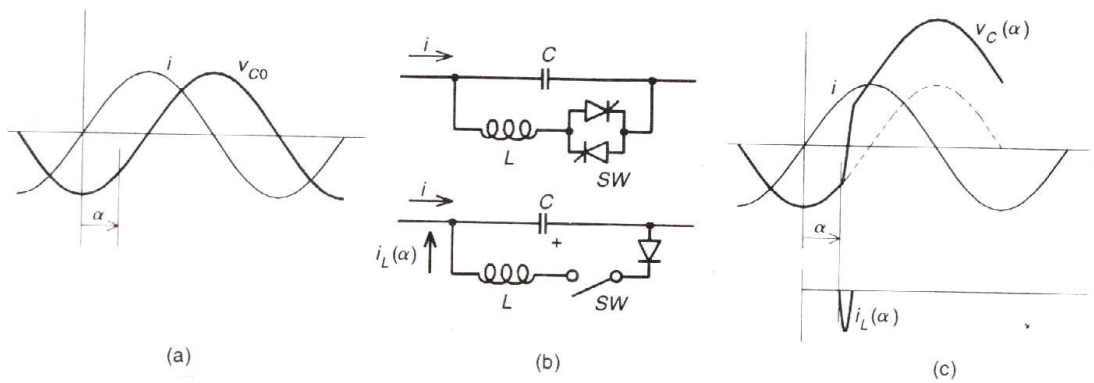 i
v_C0
α
(a)
i
C
L
SW
i
C
+
i_L(α)
L
SW
(b)
v_C(α)
i
α
i_L(α)
(c)